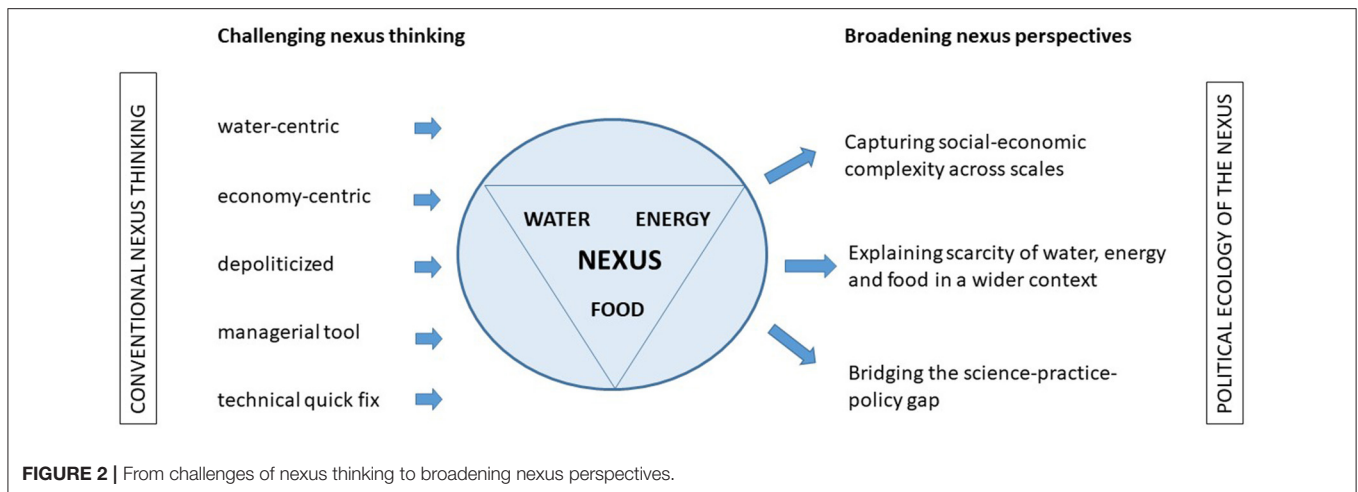 Challenging nexus thinking
Broadening nexus perspectives
CONVENTIONAL NEXUS THINKING
water-centric
economy-centric
depoliticized
managerial tool
technical quick fix
WATER ENERGY
NEXUS
FOOD
Capturing social-economic
complexity across scales
Explaining scarcity of water, energy
and food in a wider context
Bridging the science-practice-
policy gap
POLITICAL ECOLOGY OF THE NEXUS
FIGURE 2 | From challenges of nexus thinking to broadening nexus perspectives.